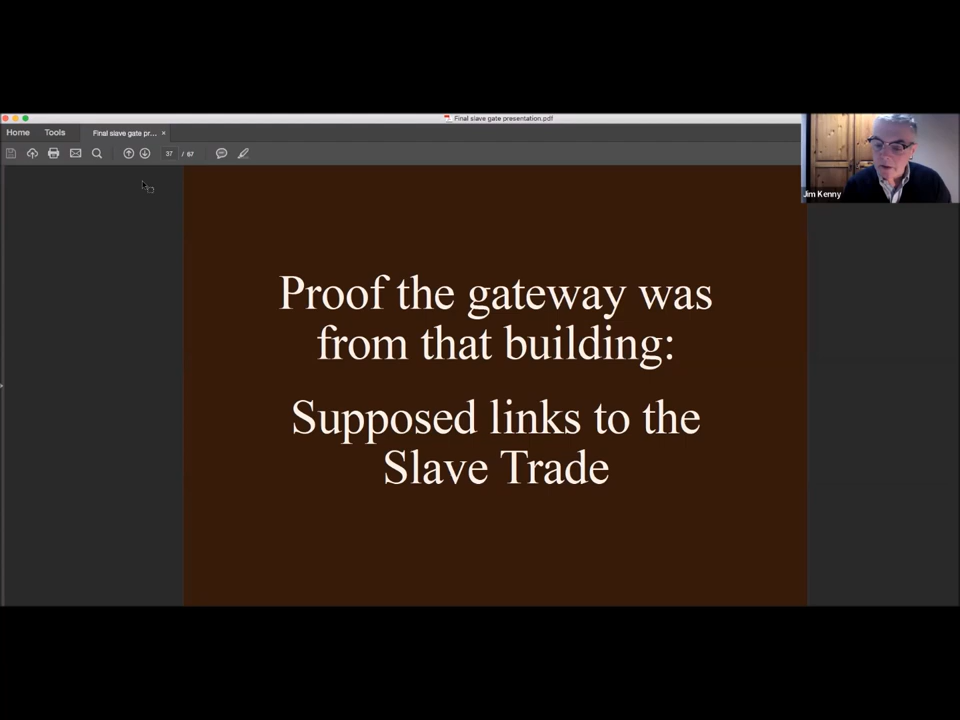 Final slave gate presentation.pdf
Home Tools Final slave gate pr... ×
37 / 67
Jim Kenny
Proof the gateway was
from that building:
Supposed links to the
Slave Trade